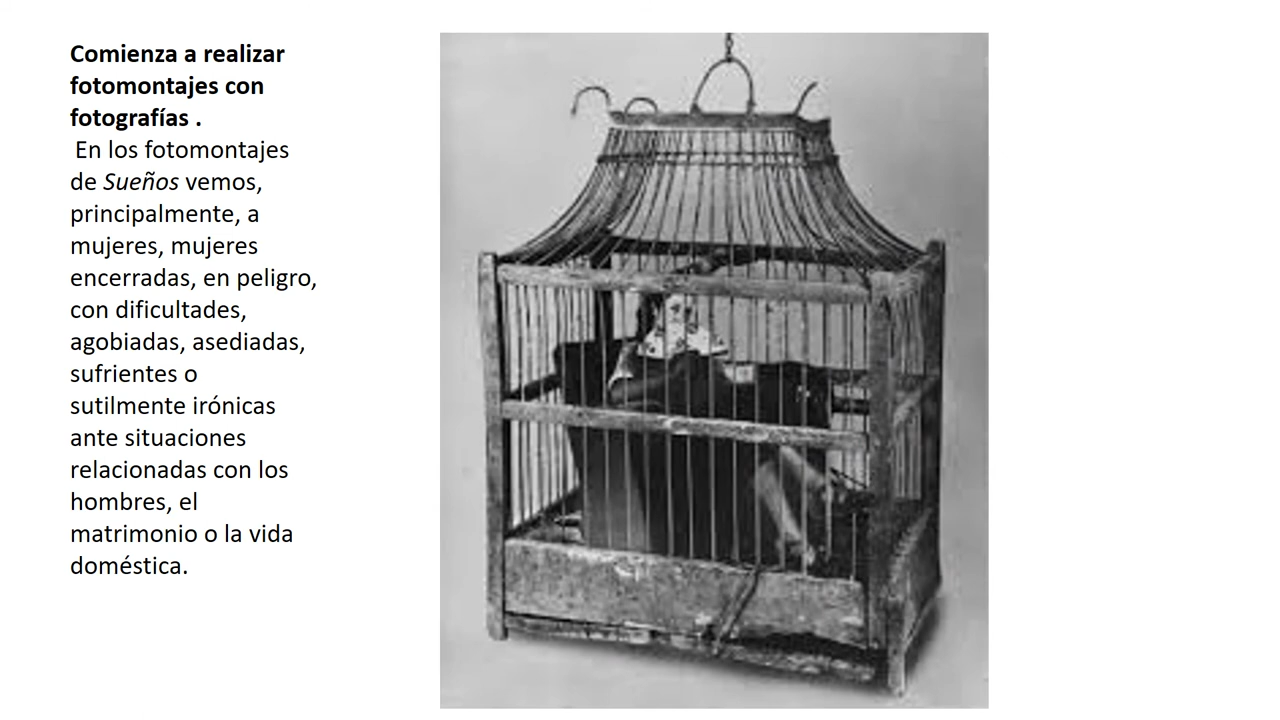 Comienza a realizar
fotomontajes con
fotografías .
En los fotomontajes
de Sueños vemos,
principalmente, a
mujeres, mujeres
encerradas, en peligro,
con dificultades,
agobiadas, asediadas,
sufrientes o
sutilmente irónicas
ante situaciones
relacionadas con los
hombres, el
matrimonio o la vida
doméstica.